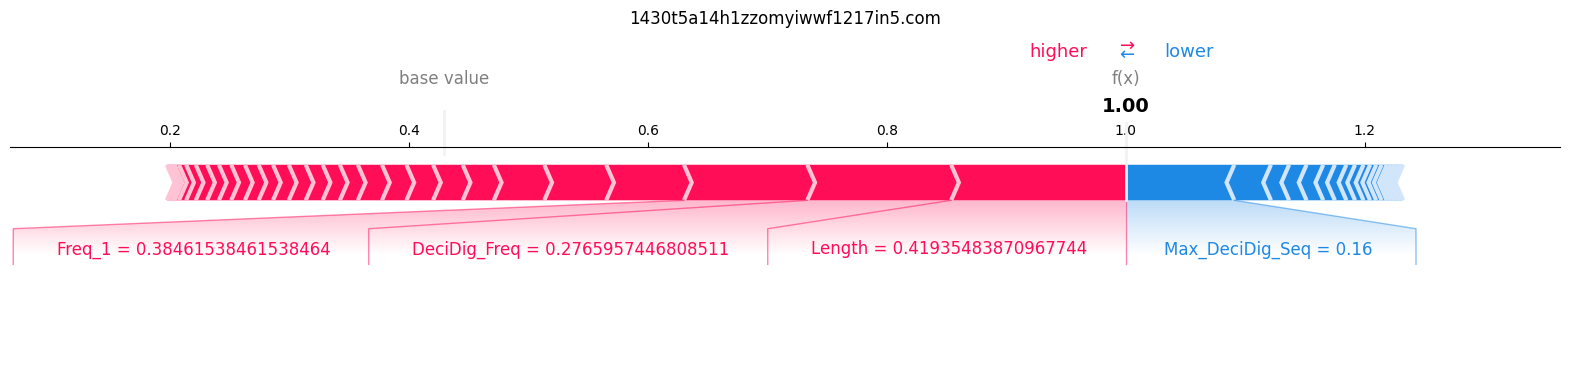 1430t5a14h1zzomyiwwf1217in5.com
higher ⇄ lower
base value f(x)
1.00
0.2 0.4 0.6 0.8 1.0 1.2
Freq_1 = 0.38461538461538464 DeciDig_Freq = 0.2765957446808511 Length = 0.41935483870967744 Max_DeciDig_Seq = 0.16